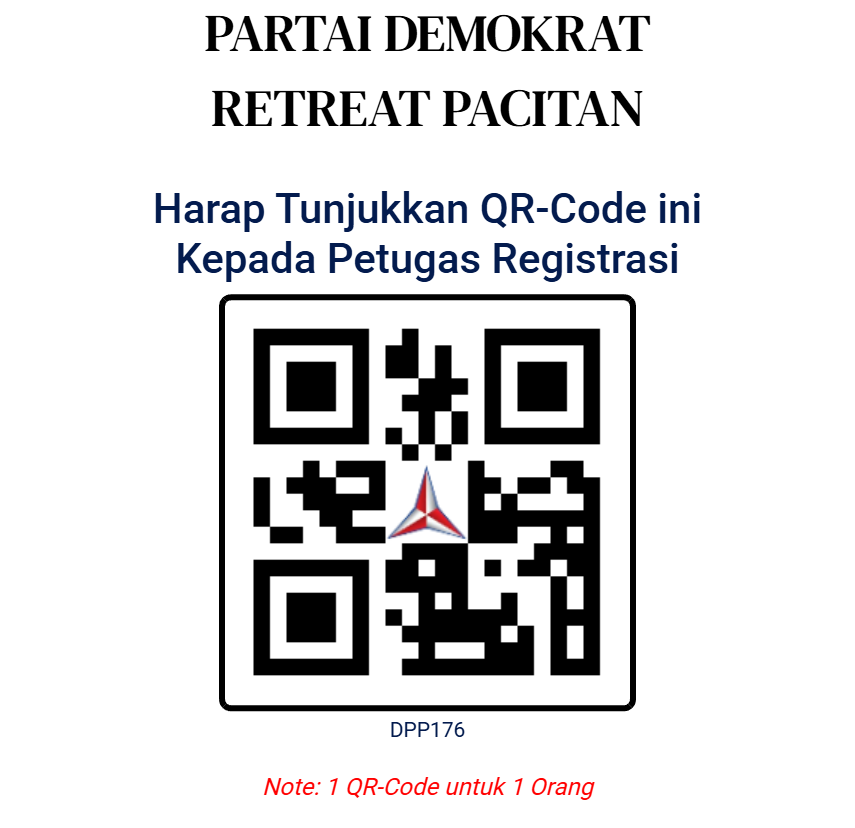 PARTAI DEMOKRAT
RETREAT PACITAN
Harap Tunjukkan QR-Code ini
Kepada Petugas Registrasi
DPP176
Note: 1 QR-Code untuk 1 Orang